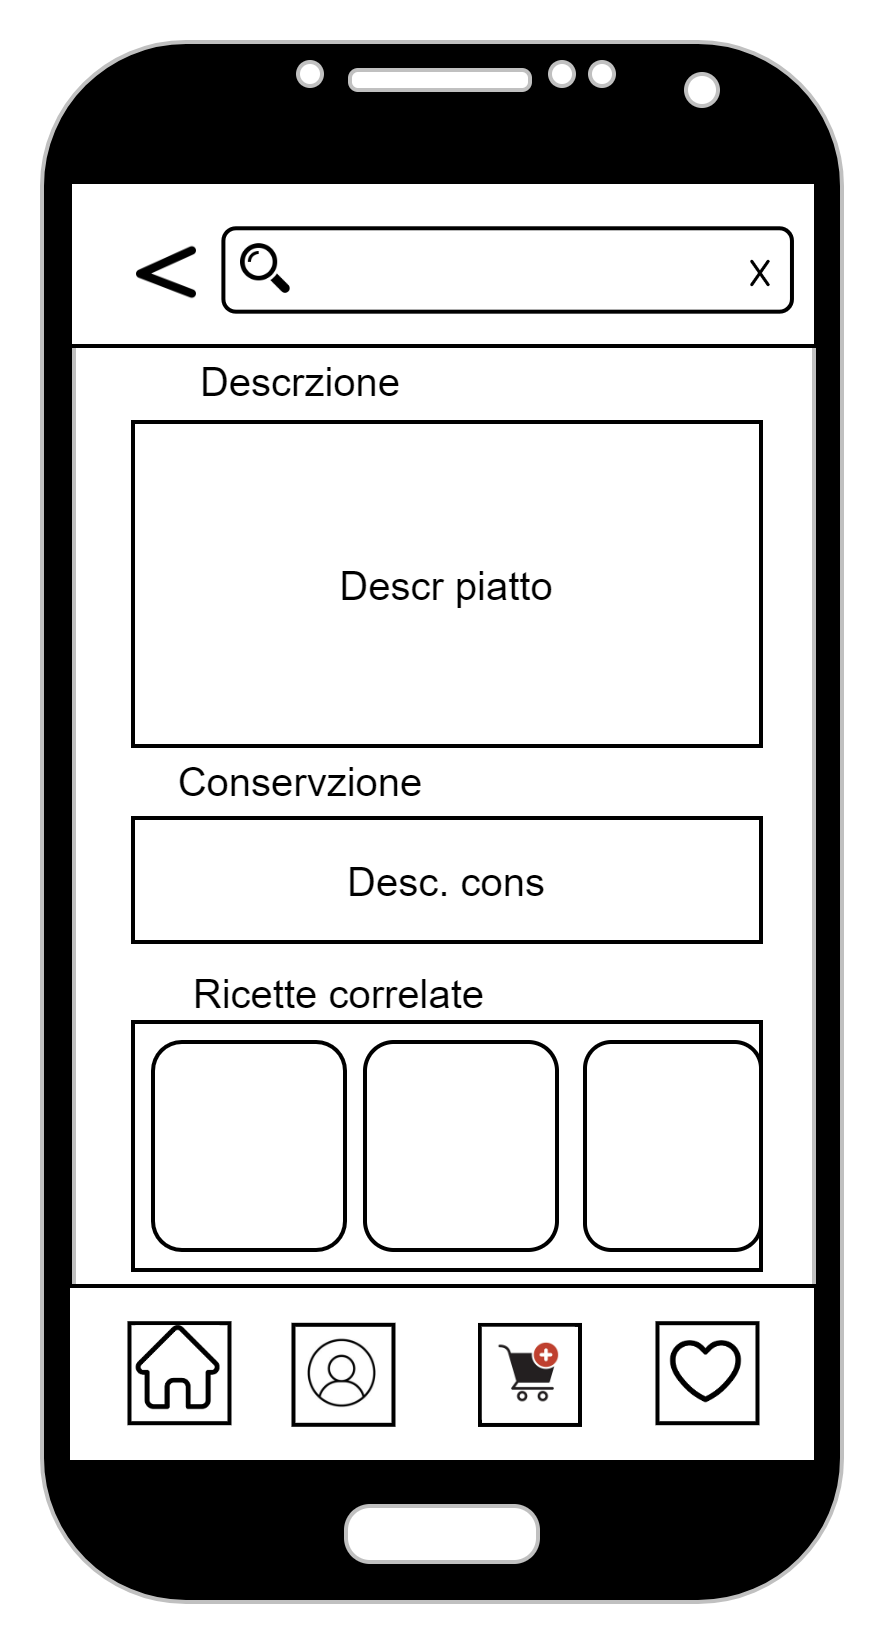 <
X
Descrzione
Descr piatto
Conservzione
Desc. cons
Ricette correlate